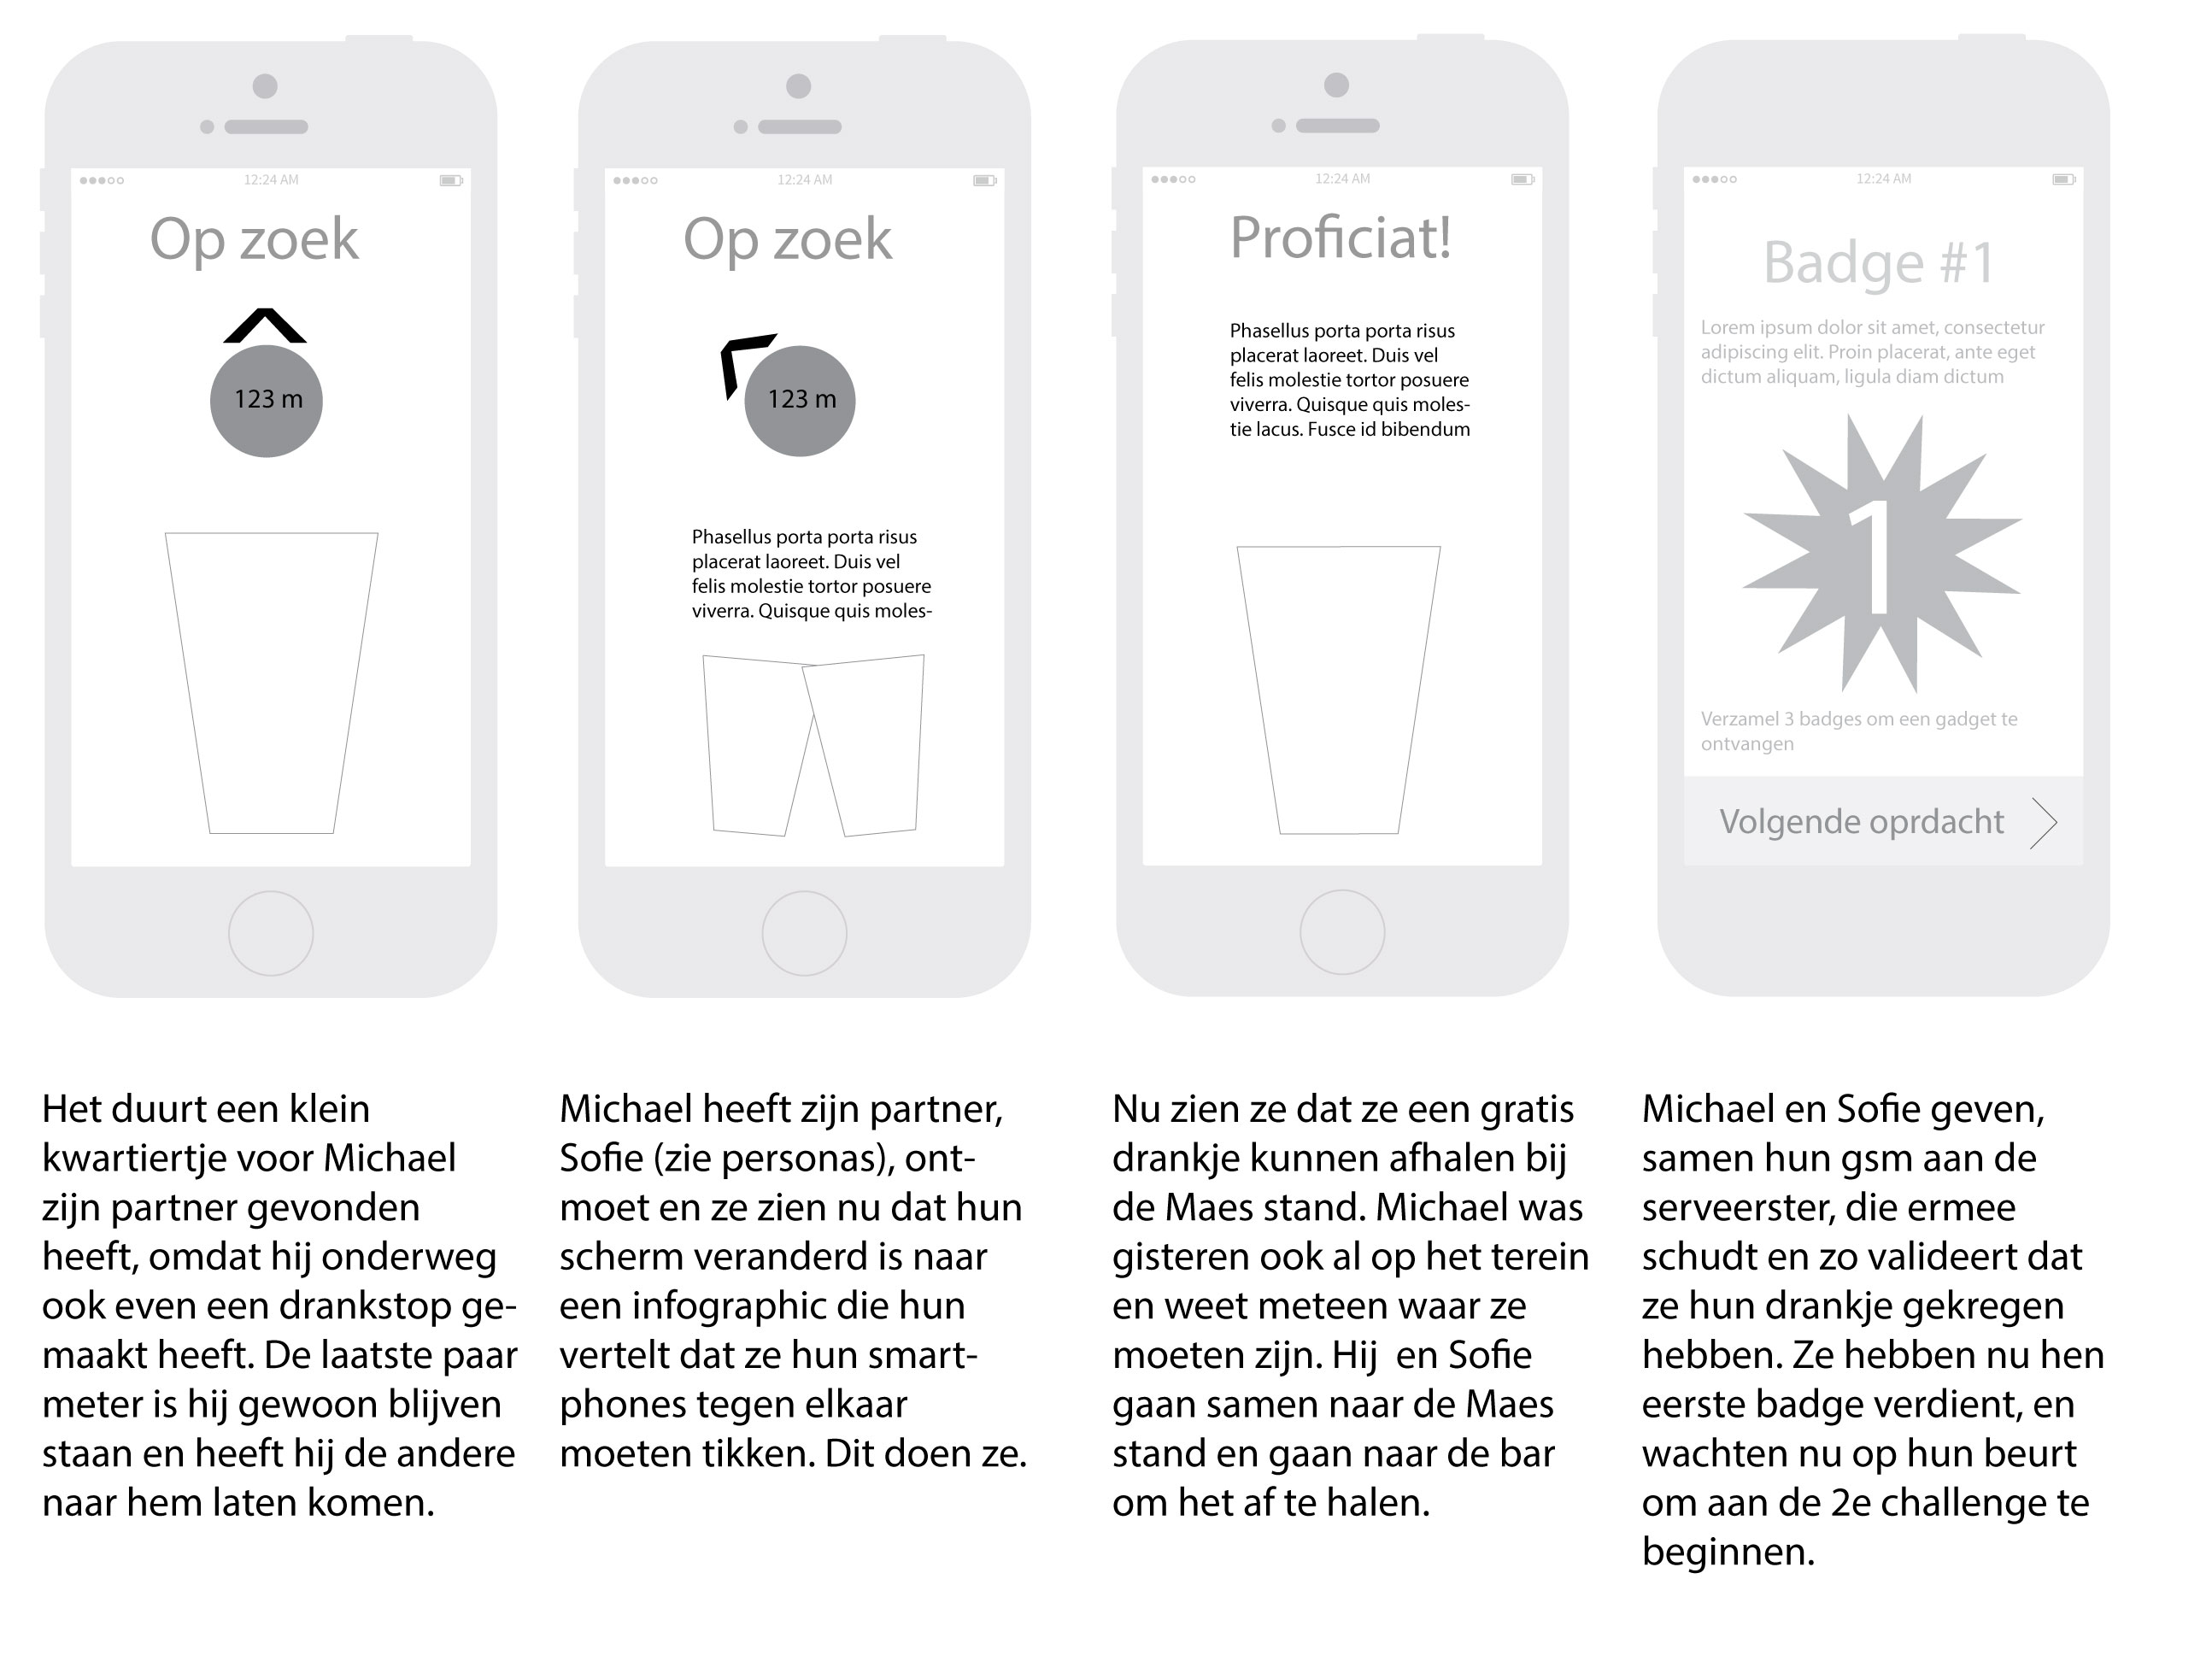 12:24 AM
Op zoek
123 m
12:24 AM
Op zoek
123 m
Phasellus porta porta risus
placerat laoreet. Duis vel
felis molestie tortor posuere
viverra. Quisque quis moles-
12:24 AM
Proficiat!
Phasellus porta porta risus
placerat laoreet. Duis vel
felis molestie tortor posuere
viverra. Quisque quis moles-
tie lacus. Fusce id bibendum
12:24 AM
Badge #1
Lorem ipsum dolor sit amet, consectetur
adipiscing elit. Proin placerat, ante eget
dictum aliquam, ligula diam dictum
1
Verzamel 3 badges om een gadget te
ontvangen
Volgende oprdacht
Het duurt een klein
kwartiertje voor Michael
zijn partner gevonden
heeft, omdat hij onderweg
ook even een drankstop ge-
maakt heeft. De laatste paar
meter is hij gewoon blijven
staan en heeft hij de andere
naar hem laten komen.
Michael heeft zijn partner,
Sofie (zie personas), ont-
moet en ze zien nu dat hun
scherm veranderd is naar
een infographic die hun
vertelt dat ze hun smart-
phones tegen elkaar
moeten tikken. Dit doen ze.
Nu zien ze dat ze een gratis
drankje kunnen afhalen bij
de Maes stand. Michael was
gisteren ook al op het terein
en weet meteen waar ze
moeten zijn. Hij  en Sofie
gaan samen naar de Maes
stand en gaan naar de bar
om het af te halen.
Michael en Sofie geven,
samen hun gsm aan de
serveerster, die ermee
schudt en zo valideert dat
ze hun drankje gekregen
hebben. Ze hebben nu hen
eerste badge verdient, en
wachten nu op hun beurt
om aan de 2e challenge te
beginnen.